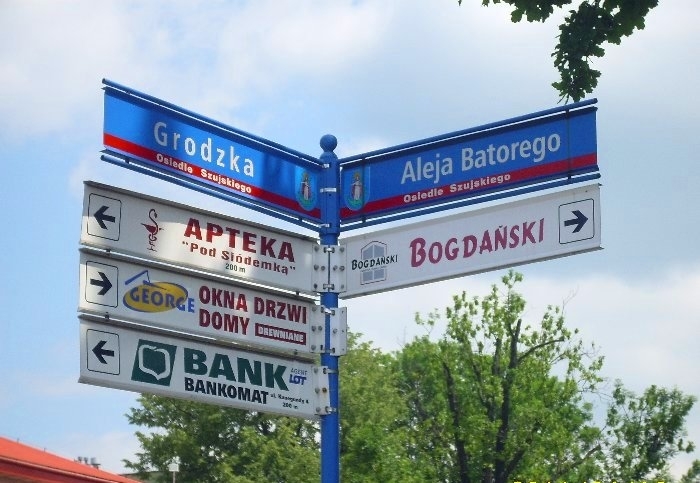 Grodzka
Osiedle Szujskiego
Aleja Batorego
Osiedle Szujskiego
APTEKA
"Pod Siódemką"
200 m
BOGDAŃSKI
BOGDAŃSKI
GEORGE
OKNA DRZWI
DOMY DREWNIANE
BANK
BANKOMAT
AGENT
LOT
200 m